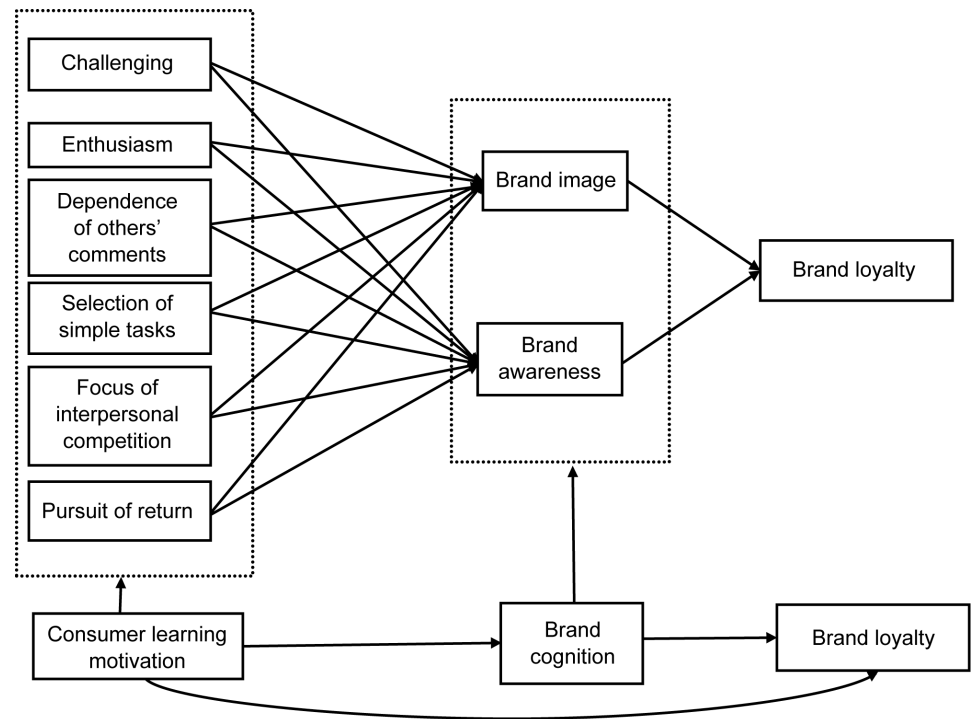 Challenging
Enthusiasm
Dependence
of others’
comments
Selection of
simple tasks
Focus of
interpersonal
competition
Pursuit of return
Brand image
Brand
awareness
Brand loyalty
Consumer learning
motivation
Brand
cognition
Brand loyalty